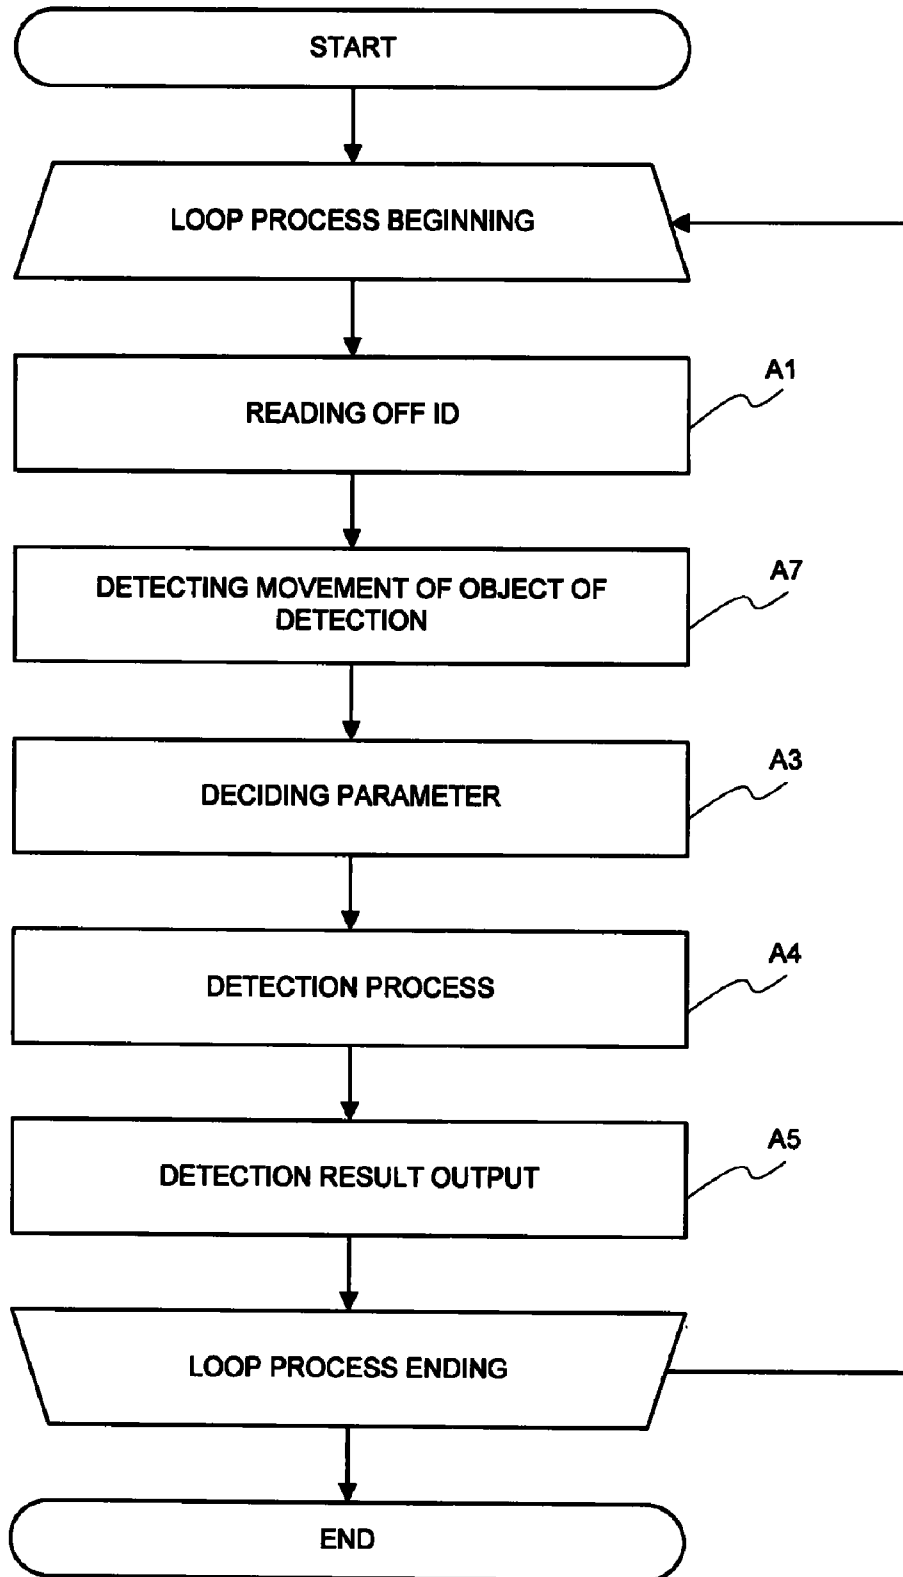 START
LOOP PROCESS BEGINNING
A1
READING OFF ID
A7
DETECTING MOVEMENT OF OBJECT OF
DETECTION
A3
DECIDING PARAMETER
A4
DETECTION PROCESS
A5
DETECTION RESULT OUTPUT
LOOP PROCESS ENDING
END